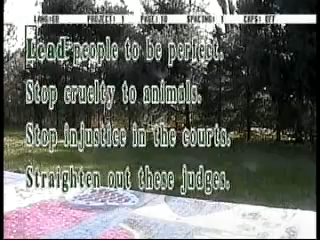 LANG:GO PROJECT: 1 PAGE: 10 SPACING: 1 CAPS: OFF
Lead people to be perfect.
Stop cruelty to animals.
Stop injustice in the courts.
Straighten out these judges.